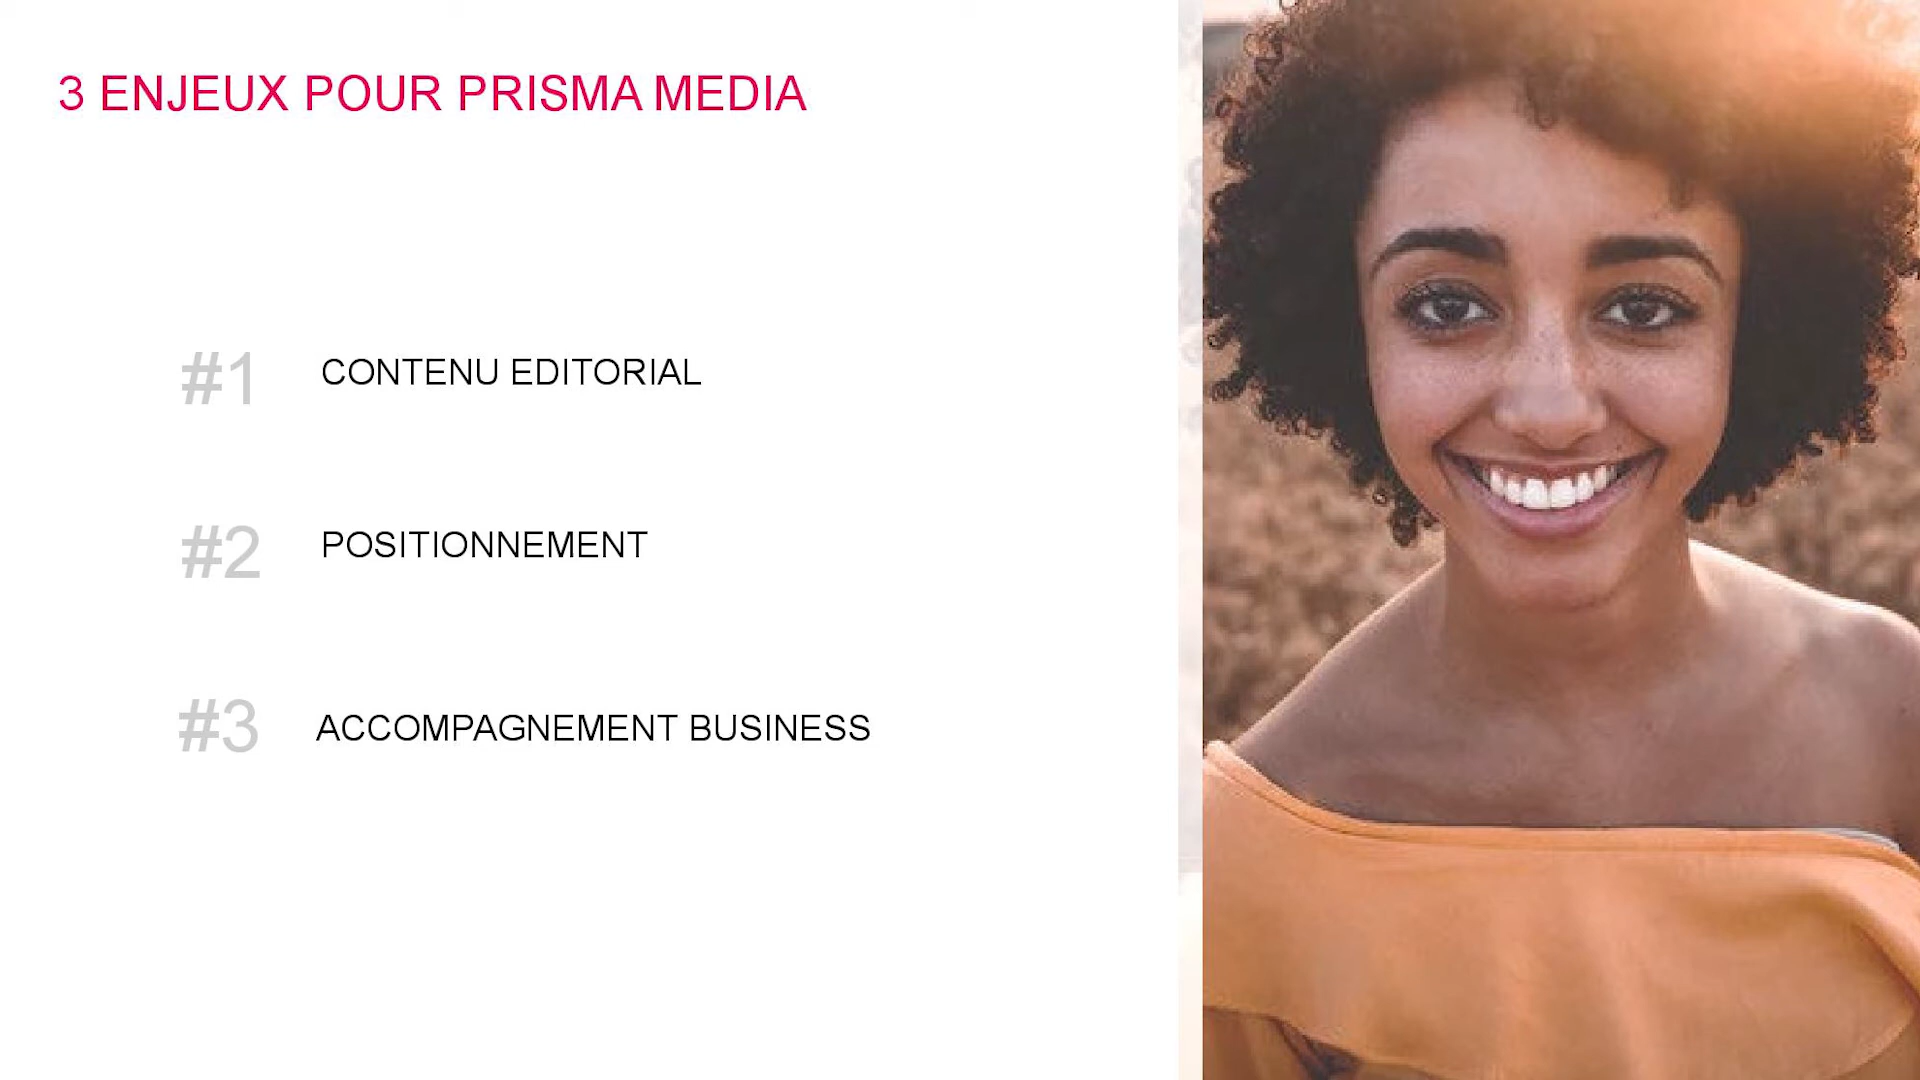 3 ENJEUX POUR PRISMA MEDIA
#1 CONTENU EDITORIAL
#2 POSITIONNEMENT
#3 ACCOMPAGNEMENT BUSINESS